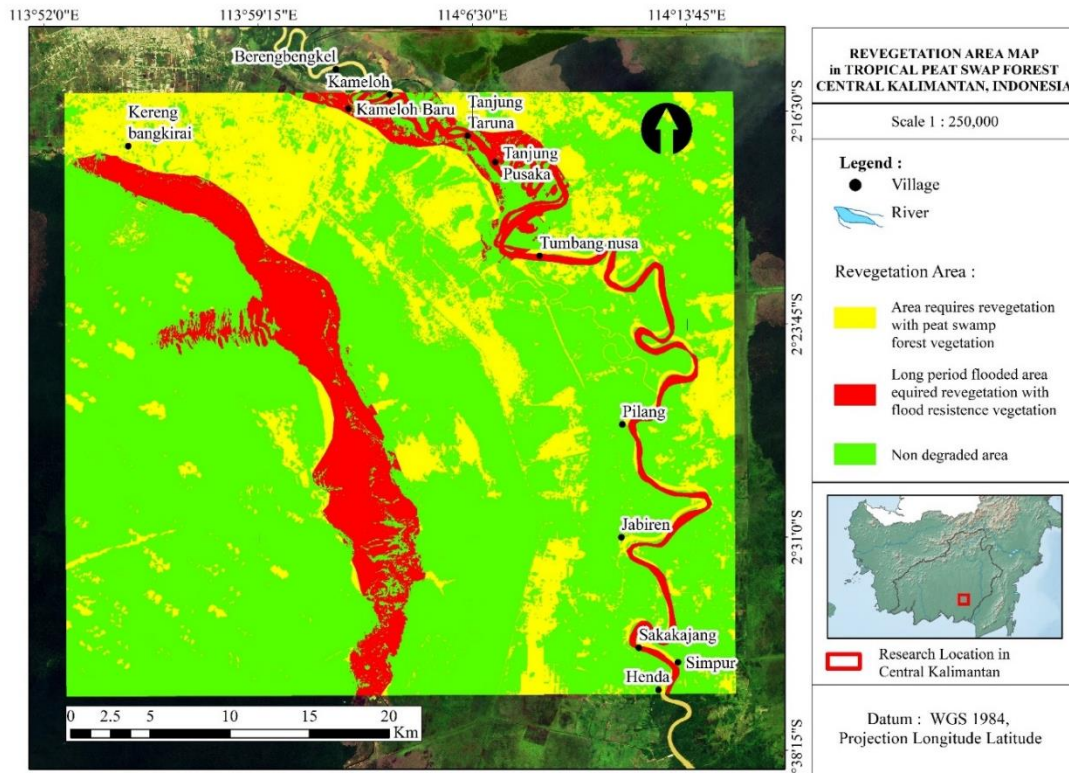 113°52'0"E
113°59'15"E
114°6'30"E
114°13'45"E
Berengbengkel
Kameloh
Kameloh Baru
Tanjung
Taruna
Kereng
bangkirai
Tanjung
Pusaka
Tumbang nusa
Pilang
Jabiren
Sakakajang
Simpur
Henda
0 2.5 5 10 15 20
Km
2°16'30"S
2°23'45"S
2°31'0"S
2°38'15"S
REVEGETATION AREA MAP
in TROPICAL PEAT SWAP FOREST
CENTRAL KALIMANTAN, INDONESIA
Scale 1 : 250,000
Legend :
Village
River
Revegetation Area :
Area requires revegetation
with peat swamp
forest vegetation
Long period flooded area
equired revegetation with
flood resistence vegetation
Non degraded area
Research Location in
Central Kalimantan
Datum : WGS 1984,
Projection Longitude Latitude